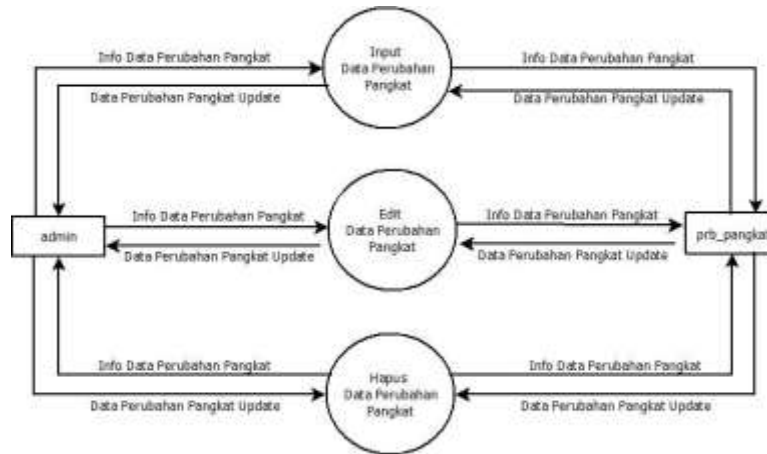 Input
Data Perubahan
Pangkat
Info Data Perubahan Pangkat
Info Data Perubahan Pangkat
Data Perubahan Pangkat Update
Data Perubahan Pangkat Update
admin
Info Data Perubahan Pangkat
Edit
Data Perubahan
Pangkat
Info Data Perubahan Pangkat
prb_pangkat
Data Perubahan Pangkat Update
Data Perubahan Pangkat Update
Info Data Perubahan Pangkat
Hapus
Data Perubahan
Pangkat
Info Data Perubahan Pangkat
Data Perubahan Pangkat Update
Data Perubahan Pangkat Update